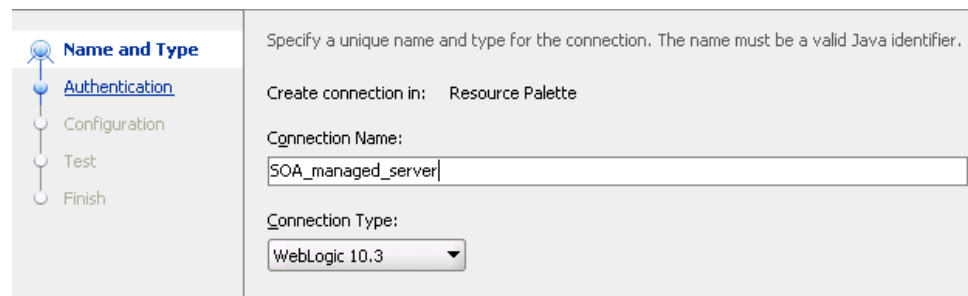 Name and Type
Authentication
Configuration
Test
Finish
Specify a unique name and type for the connection. The name must be a valid Java identifier.
Create connection in: Resource Palette
Connection Name:
SOA_managed_server
Connection Type:
WebLogic 10.3